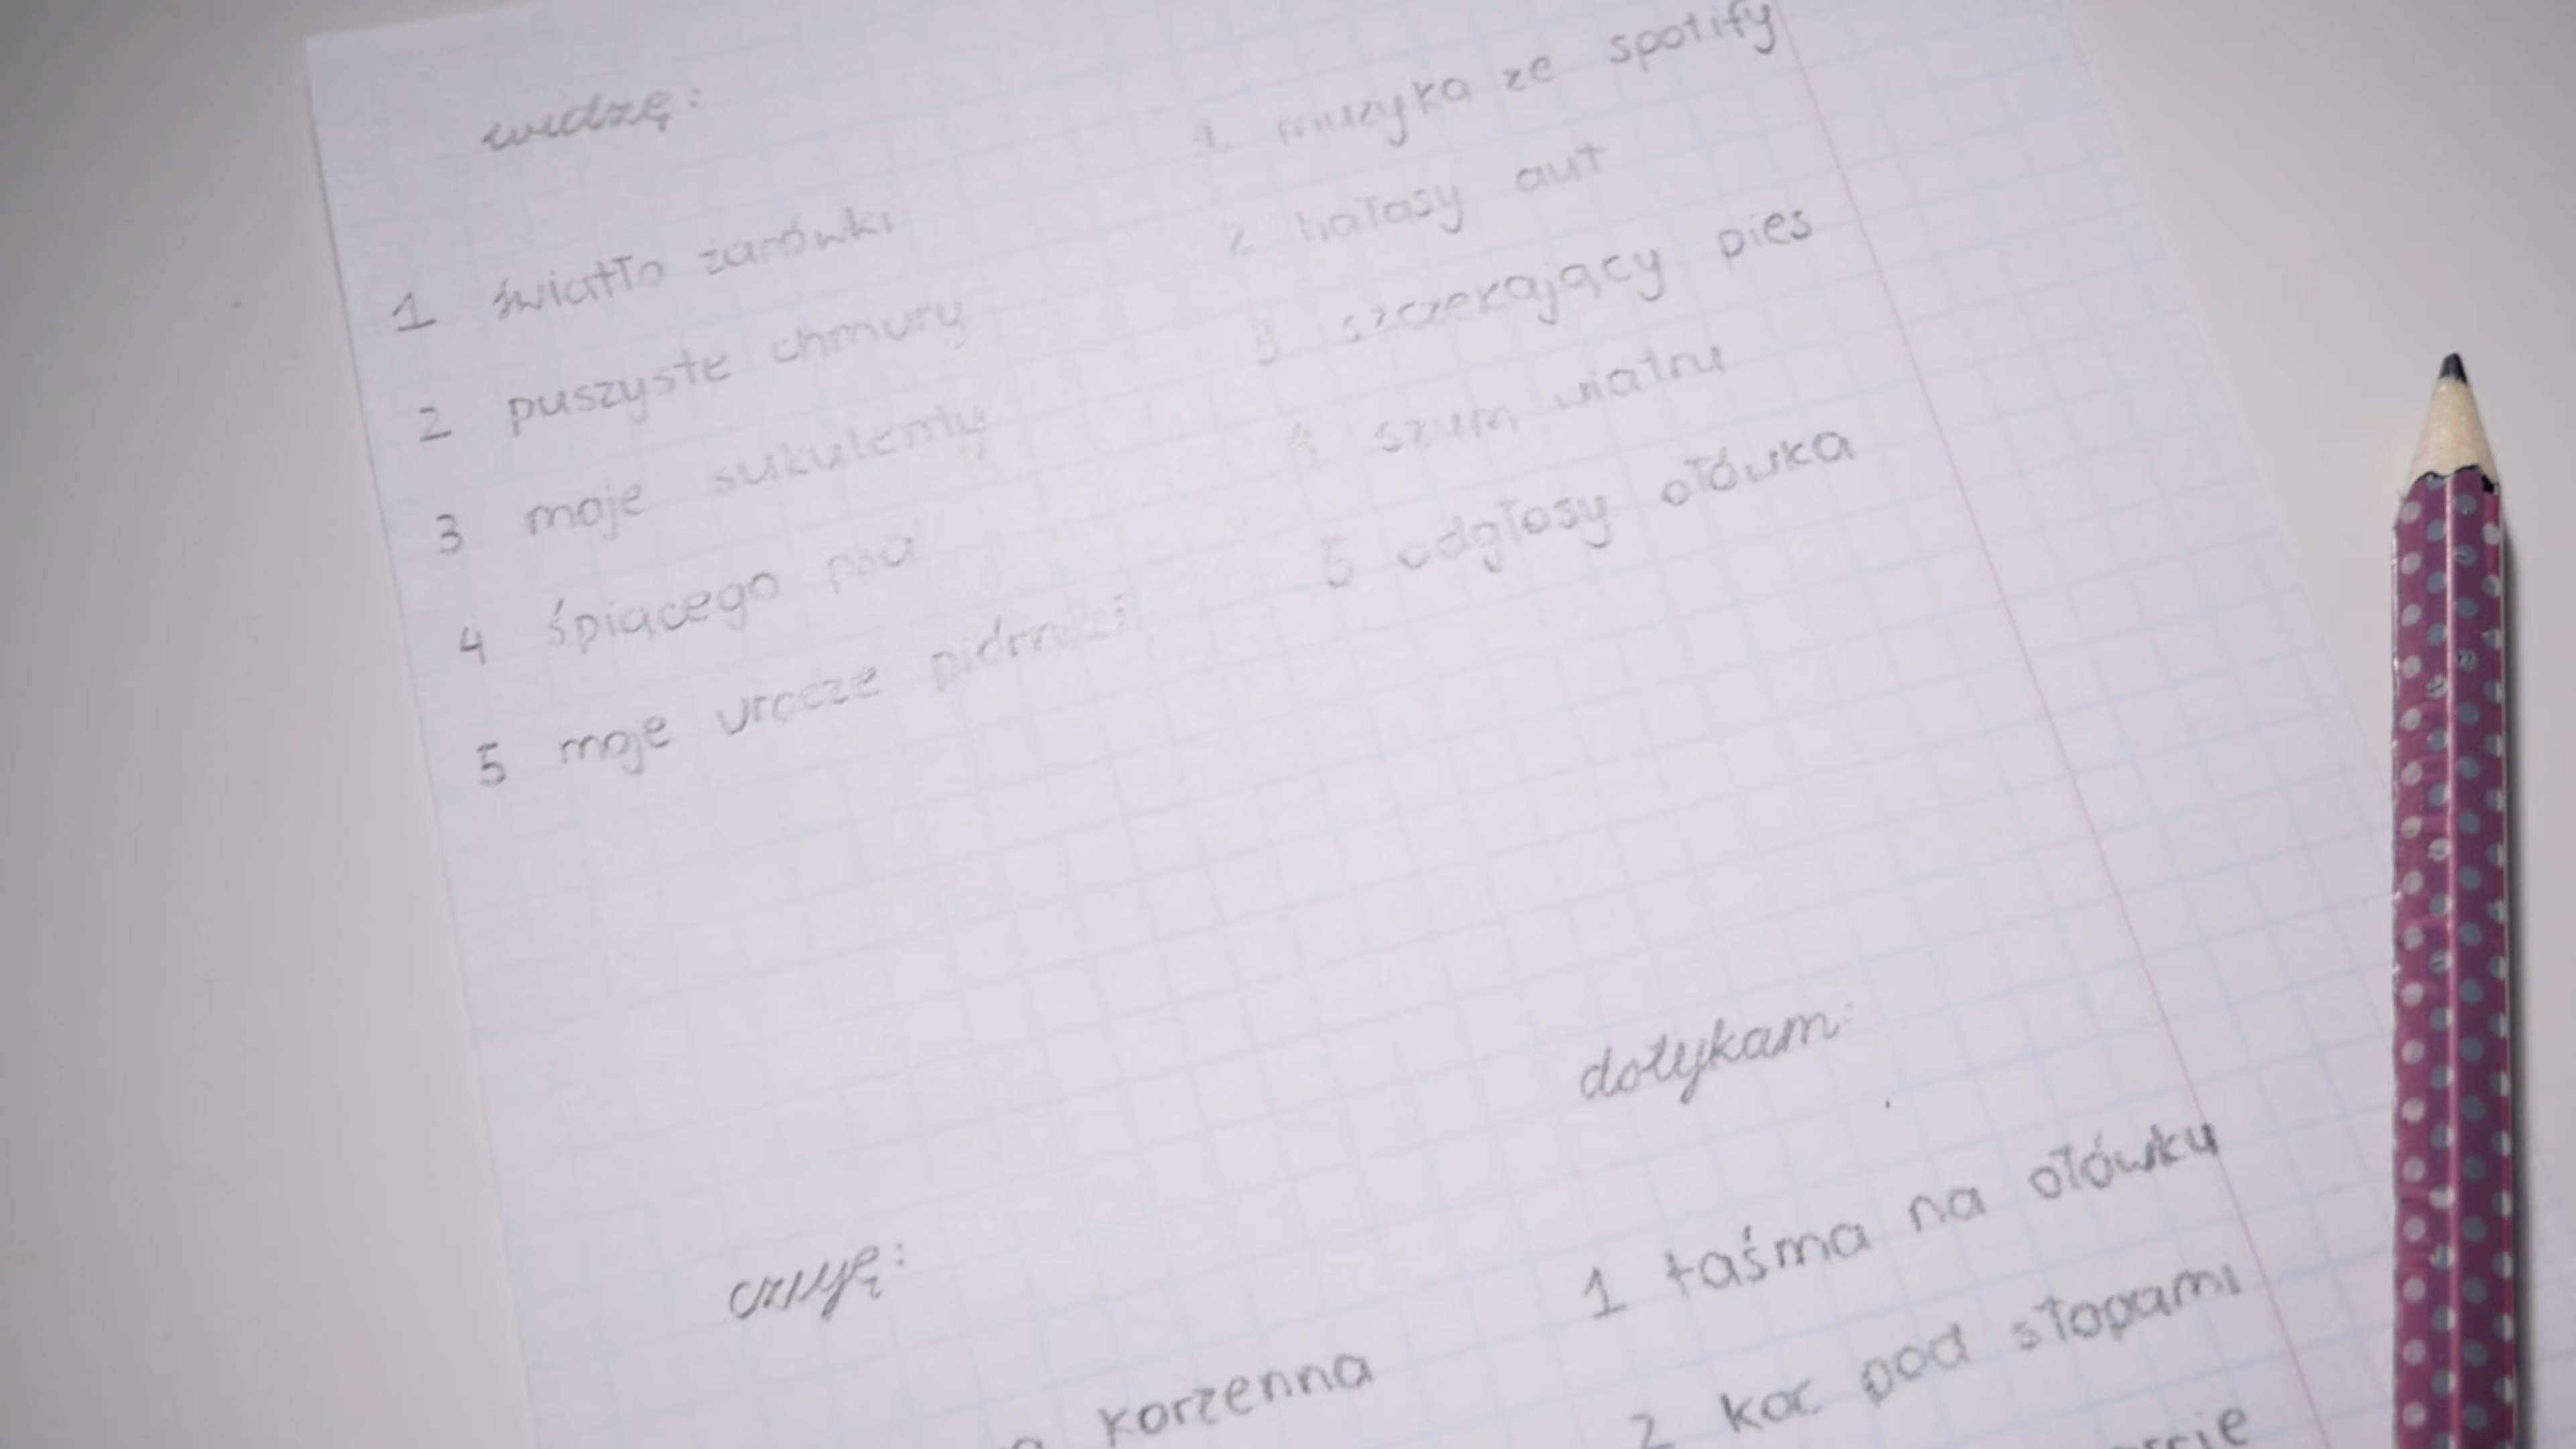 widzę:
1 światło żarówki
2 puszyste chmury
3 moje sukulenty
4 śpiącego psa
5 moje urocze
1 muzyka ze spotify
2 hałasy aut
3 szczekający pies
4 szum wiatru
5 odgłosy ołówka
czuję:
korzenna
dotykam:
1 taśma na ołówku
2 koc pod stopami